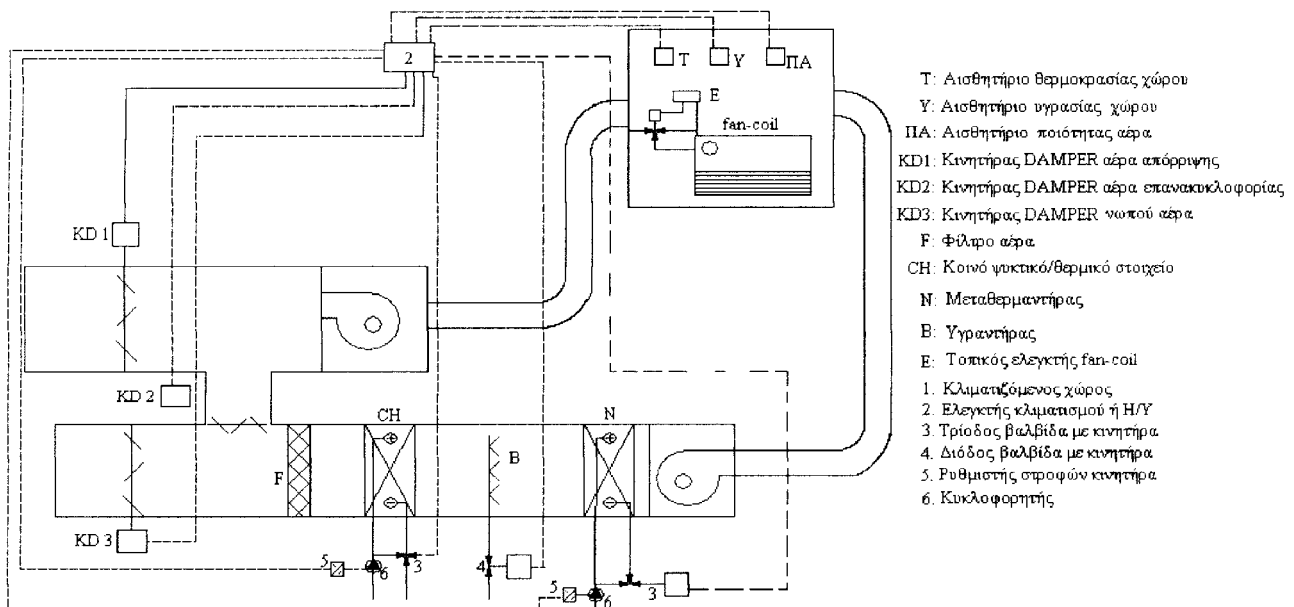 2
T
Υ
ΠΑ
E
fan-coil
KD 1
KD 2
KD 3
F
CH
B
N
5
6
3
4
5
6
3
T: Αισθητήριο θερμοκρασίας χώρου
Υ: Αισθητήριο υγρασίας χώρου
ΠΑ: Αισθητήριο ποιότητας αέρα
KD1: Κινητήρας DAMPER αέρα απόρριψης
KD2: Κινητήρας DAMPER αέρα επανακυκλοφορίας
KD3: Κινητήρας DAMPER νωπού αέρα
F: Φίλτρο αέρα
CH: Κοινό ψυκτικό/θερμικό στοιχείο
N: Μεταθερμαντήρας
B: Υγραντήρας
E: Τοπικός ελεγκτής fan-coil
1. Κλιματιζόμενος χώρος
2. Ελεγκτής κλιματισμού ή Η/Υ
3. Τρίοδος βαλβίδα με κινητήρα
4. Διόδος βαλβίδα με κινητήρα
5. Ρυθμιστής στροφών κινητήρα
6. Κυκλοφορητής